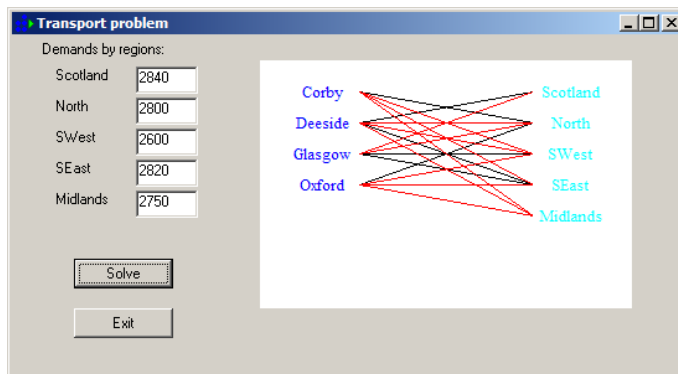 Transport problem
Demands by regions:
Scotland 2840
North 2800
SWest 2600
SEast 2820
Midlands 2750
Solve
Exit
Corby Scotland
Deeside North
Glasgow SWest
Oxford SEast
Midlands